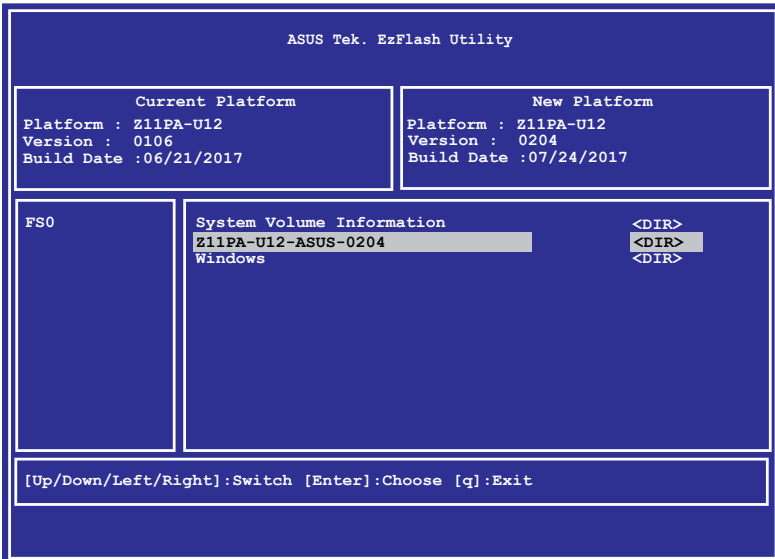 ASUS Tek. EzFlash Utility
Current Platform
Platform : Z11PA-U12
Version : 0106
Build Date :06/21/2017
New Platform
Platform : Z11PA-U12
Version : 0204
Build Date :07/24/2017
FS0
System Volume Information <DIR>
Z11PA-U12-ASUS-0204 <DIR>
Windows <DIR>
[Up/Down/Left/Right]:Switch [Enter]:Choose [q]:Exit